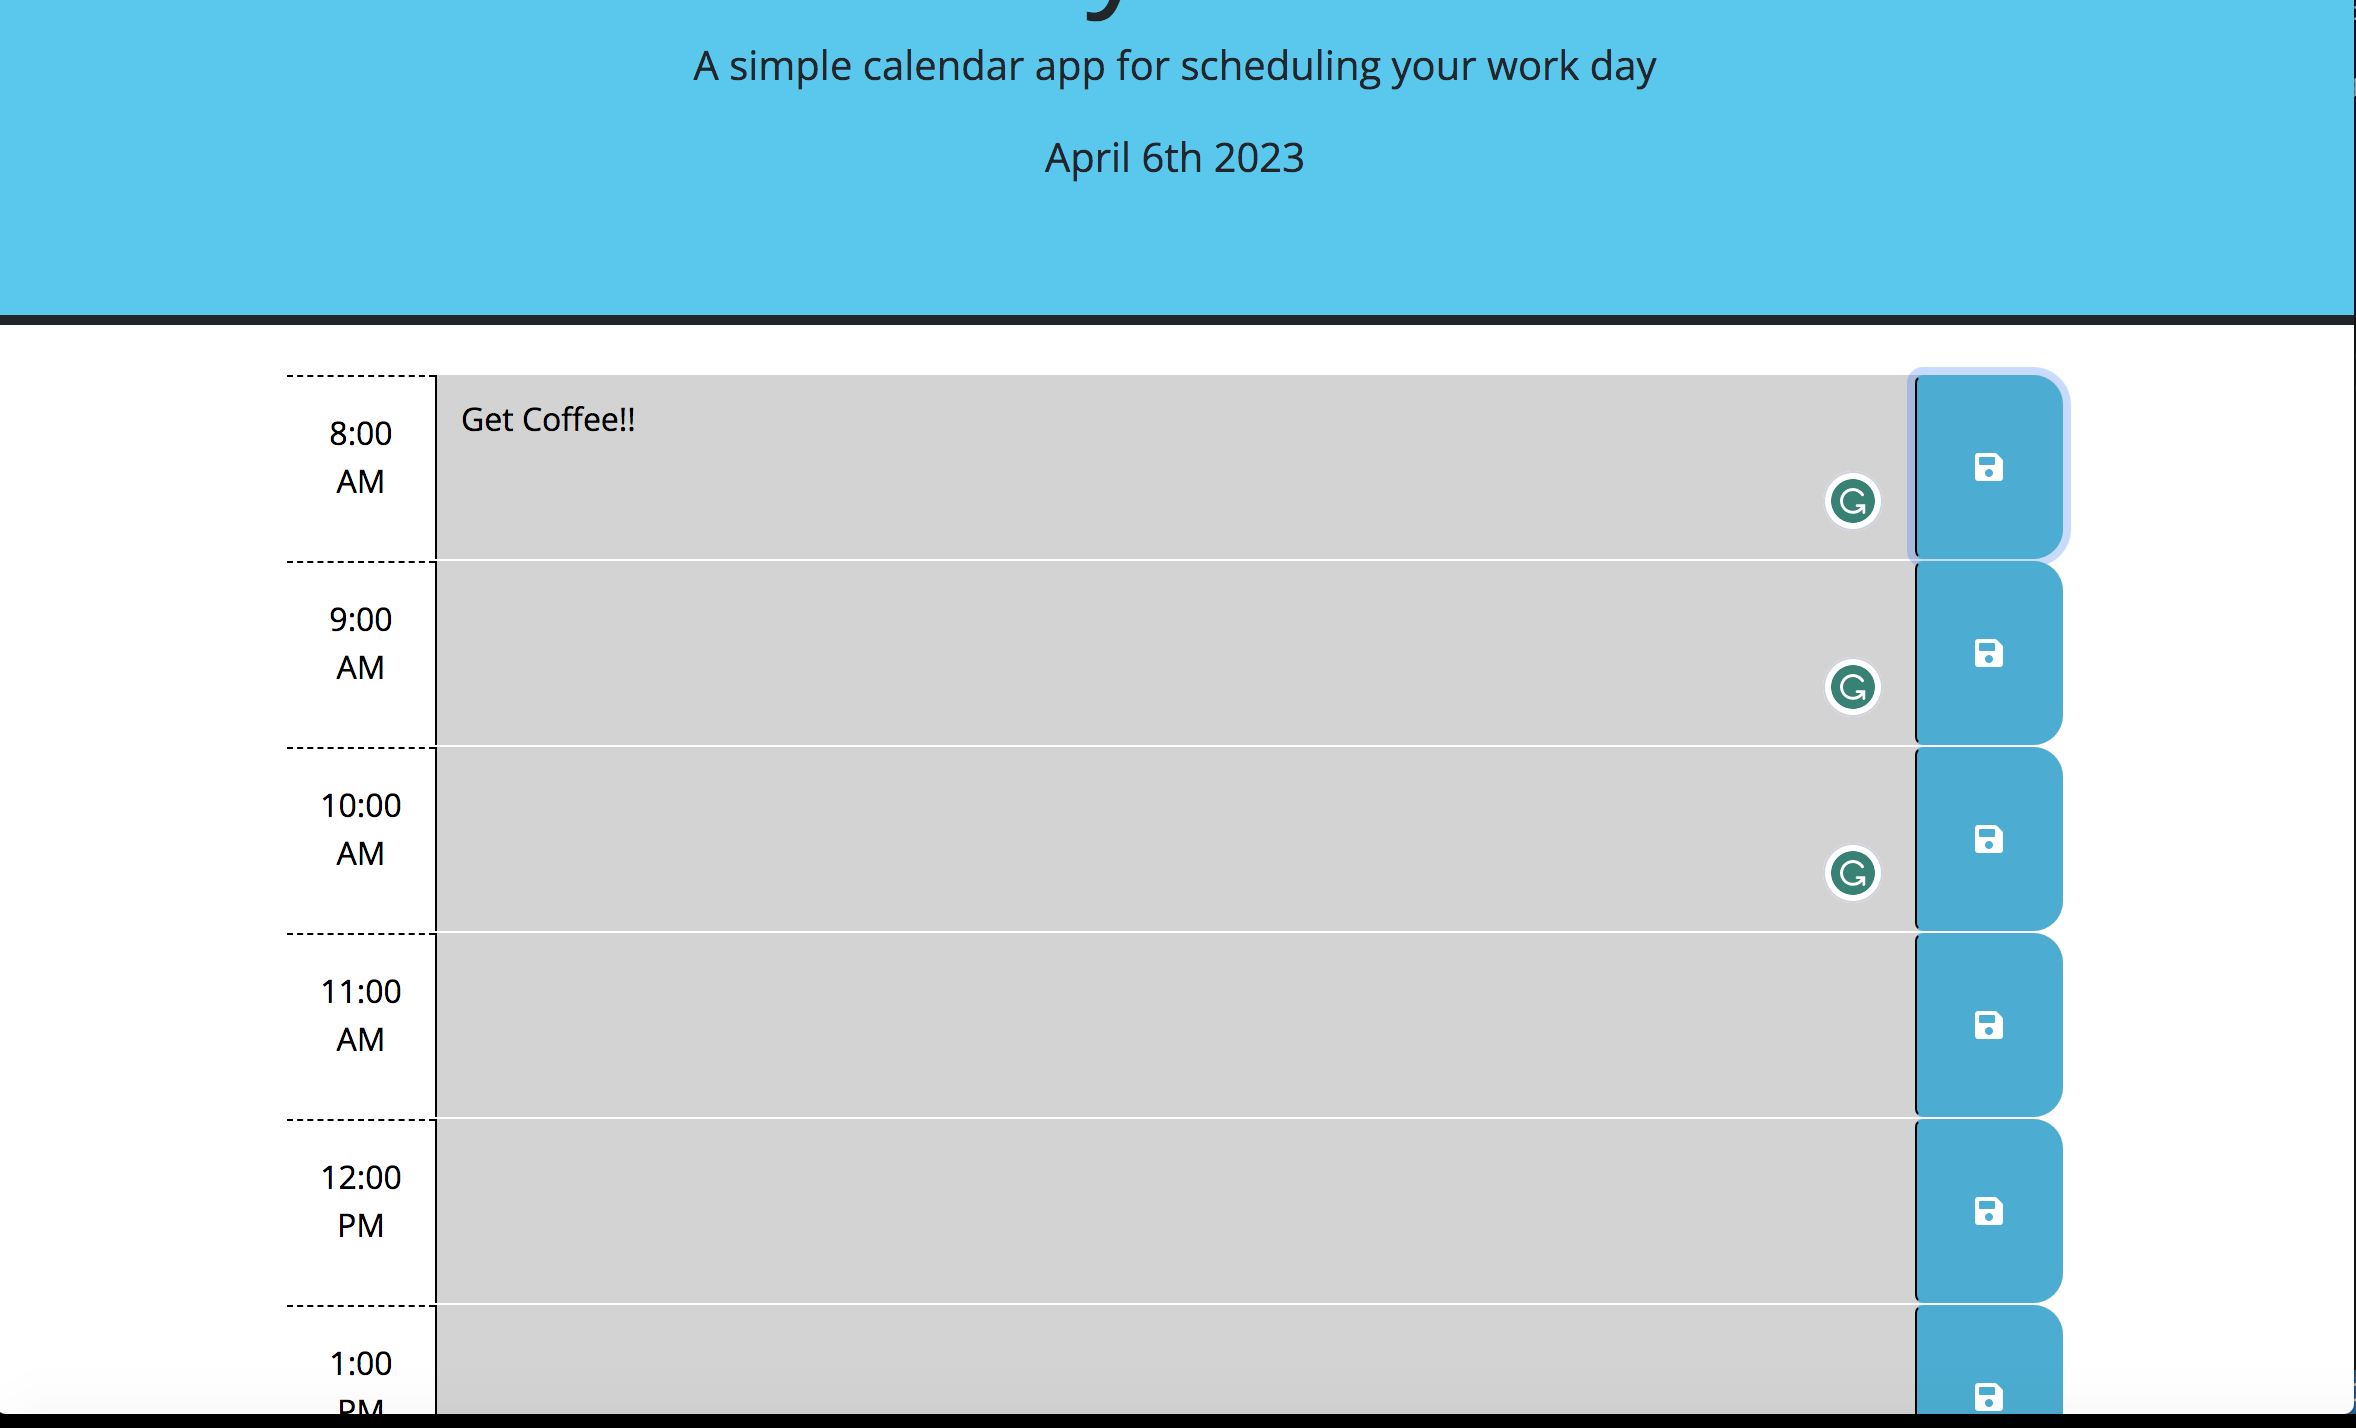 A simple calendar app for scheduling your work day
April 6th 2023
8:00
AM
Get Coffee!!
9:00
AM
10:00
AM
11:00
AM
12:00
PM
1:00
PM